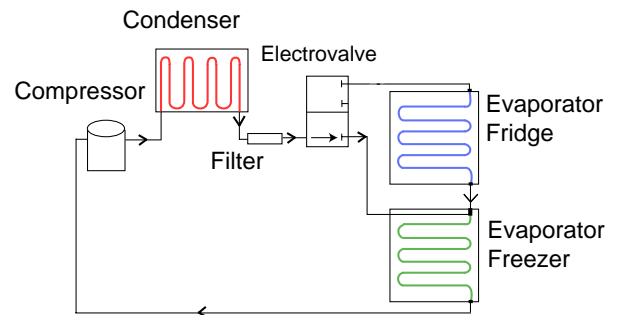 Condenser
Electrovalve
Compressor
Evaporator
Fridge
Filter
Evaporator
Freezer